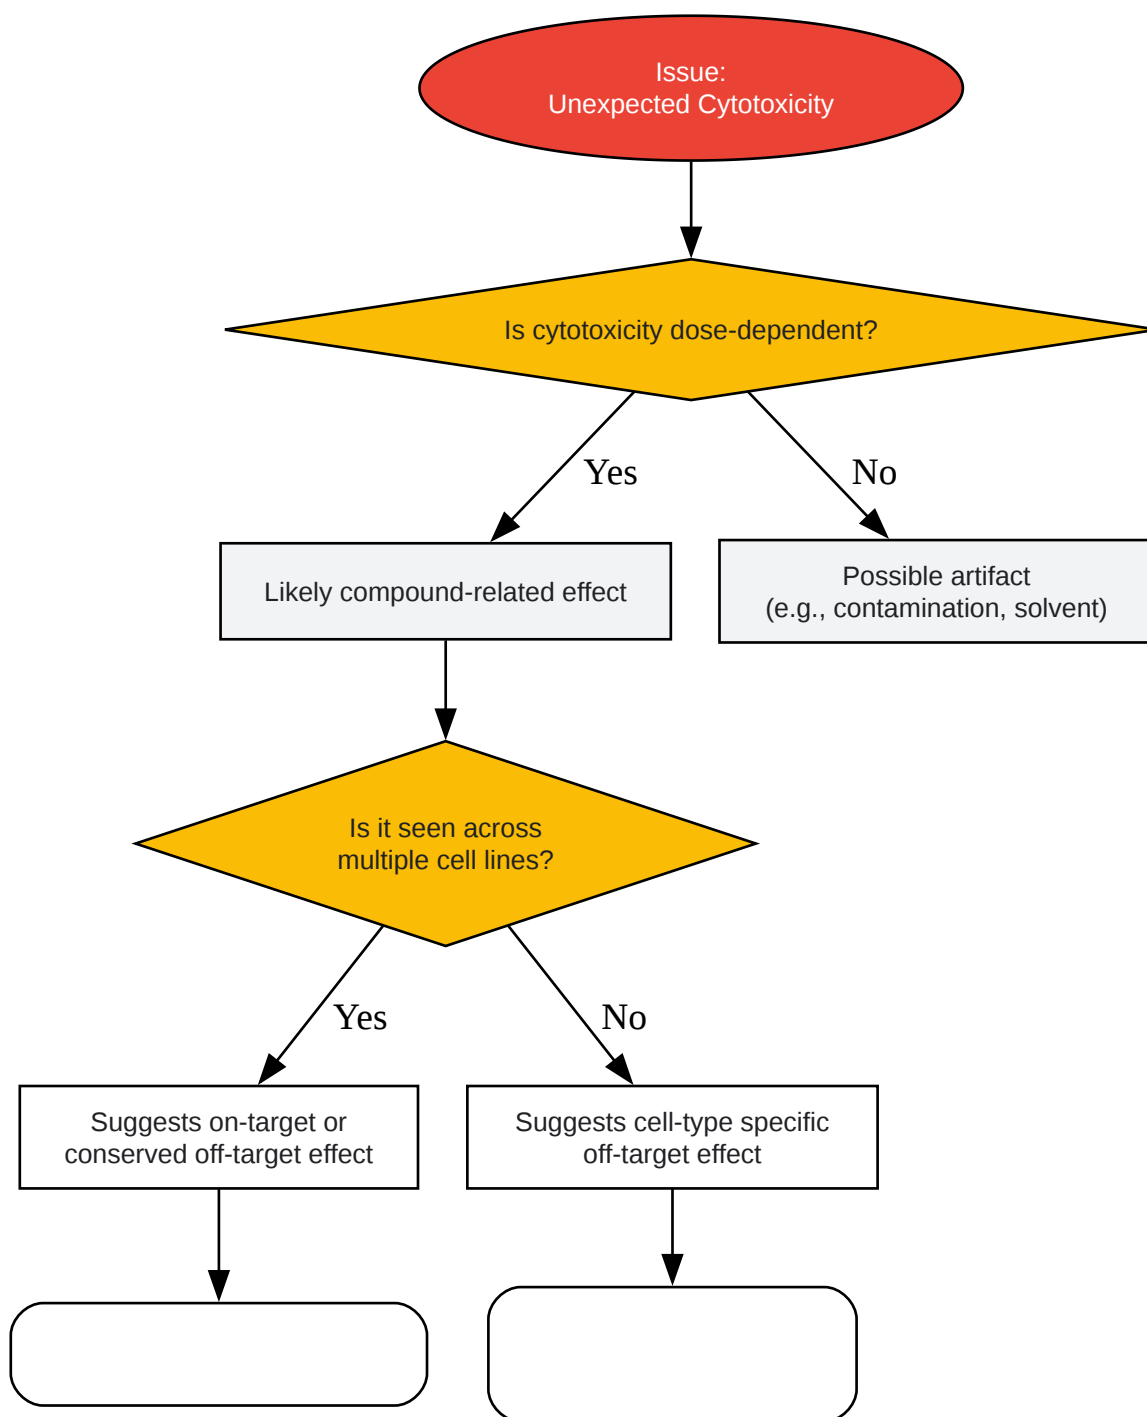 Issue:
Unexpected Cytotoxicity
Is cytotoxicity dose-dependent?
Yes
No
Likely compound-related effect
Possible artifact
(e.g., contamination, solvent)
Is it seen across
multiple cell lines?
Yes
No
Suggests on-target or
conserved off-target effect
Suggests cell-type specific
off-target effect